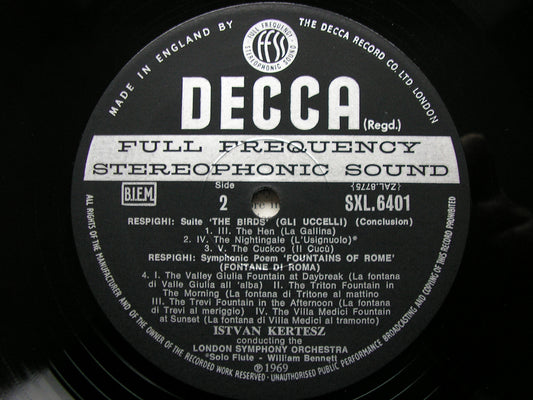 MADE IN ENGLAND BY THE DECCA RECORD CO. LTD LONDON
FULL FREQUENCY
ffss
STEREOPHONIC SOUND
DECCA (Regd.)
FULL FREQUENCY
STEREOPHONIC SOUND
B.I.E.M.
Side
2
(ZAL.8775)
SXL.6401
RESPIGHI: Suite 'THE BIRDS' (GLI UCCELLI) (Conclusion)
1. III. The Hen (La Gallina)
2. IV. The Nightingale (L'Usignuolo)*
3. V. The Cuckoo (Il Cucù)
RESPIGHI: Symphonic Poem 'FOUNTAINS OF ROME'
(FONTANE DI ROMA)
4. I. The Valley Giulia Fountain at Daybreak (La fontana
di Valle Giulia all 'alba) II. The Triton Fountain in
The Morning (La fontana di Tritone al mattino
III. The Trevi Fountain in the Afternoon (La fontana
di Trevi al meriggio) IV. The Villa Medici Fountain
at Sunset (La fontana di Villa Medici al tramonto)
ISTVAN KERTESZ
conducting the
LONDON SYMPHONY ORCHESTRA
*Solo Flute - William Bennett
℗ 1969
ALL RIGHTS OF THE MANUFACTURER AND OF THE OWNER OF THE RECORDED WORK RESERVED - UNAUTHORISED PUBLIC PERFORMANCE BROADCASTING AND COPYING OF THIS RECORD PROHIBITED